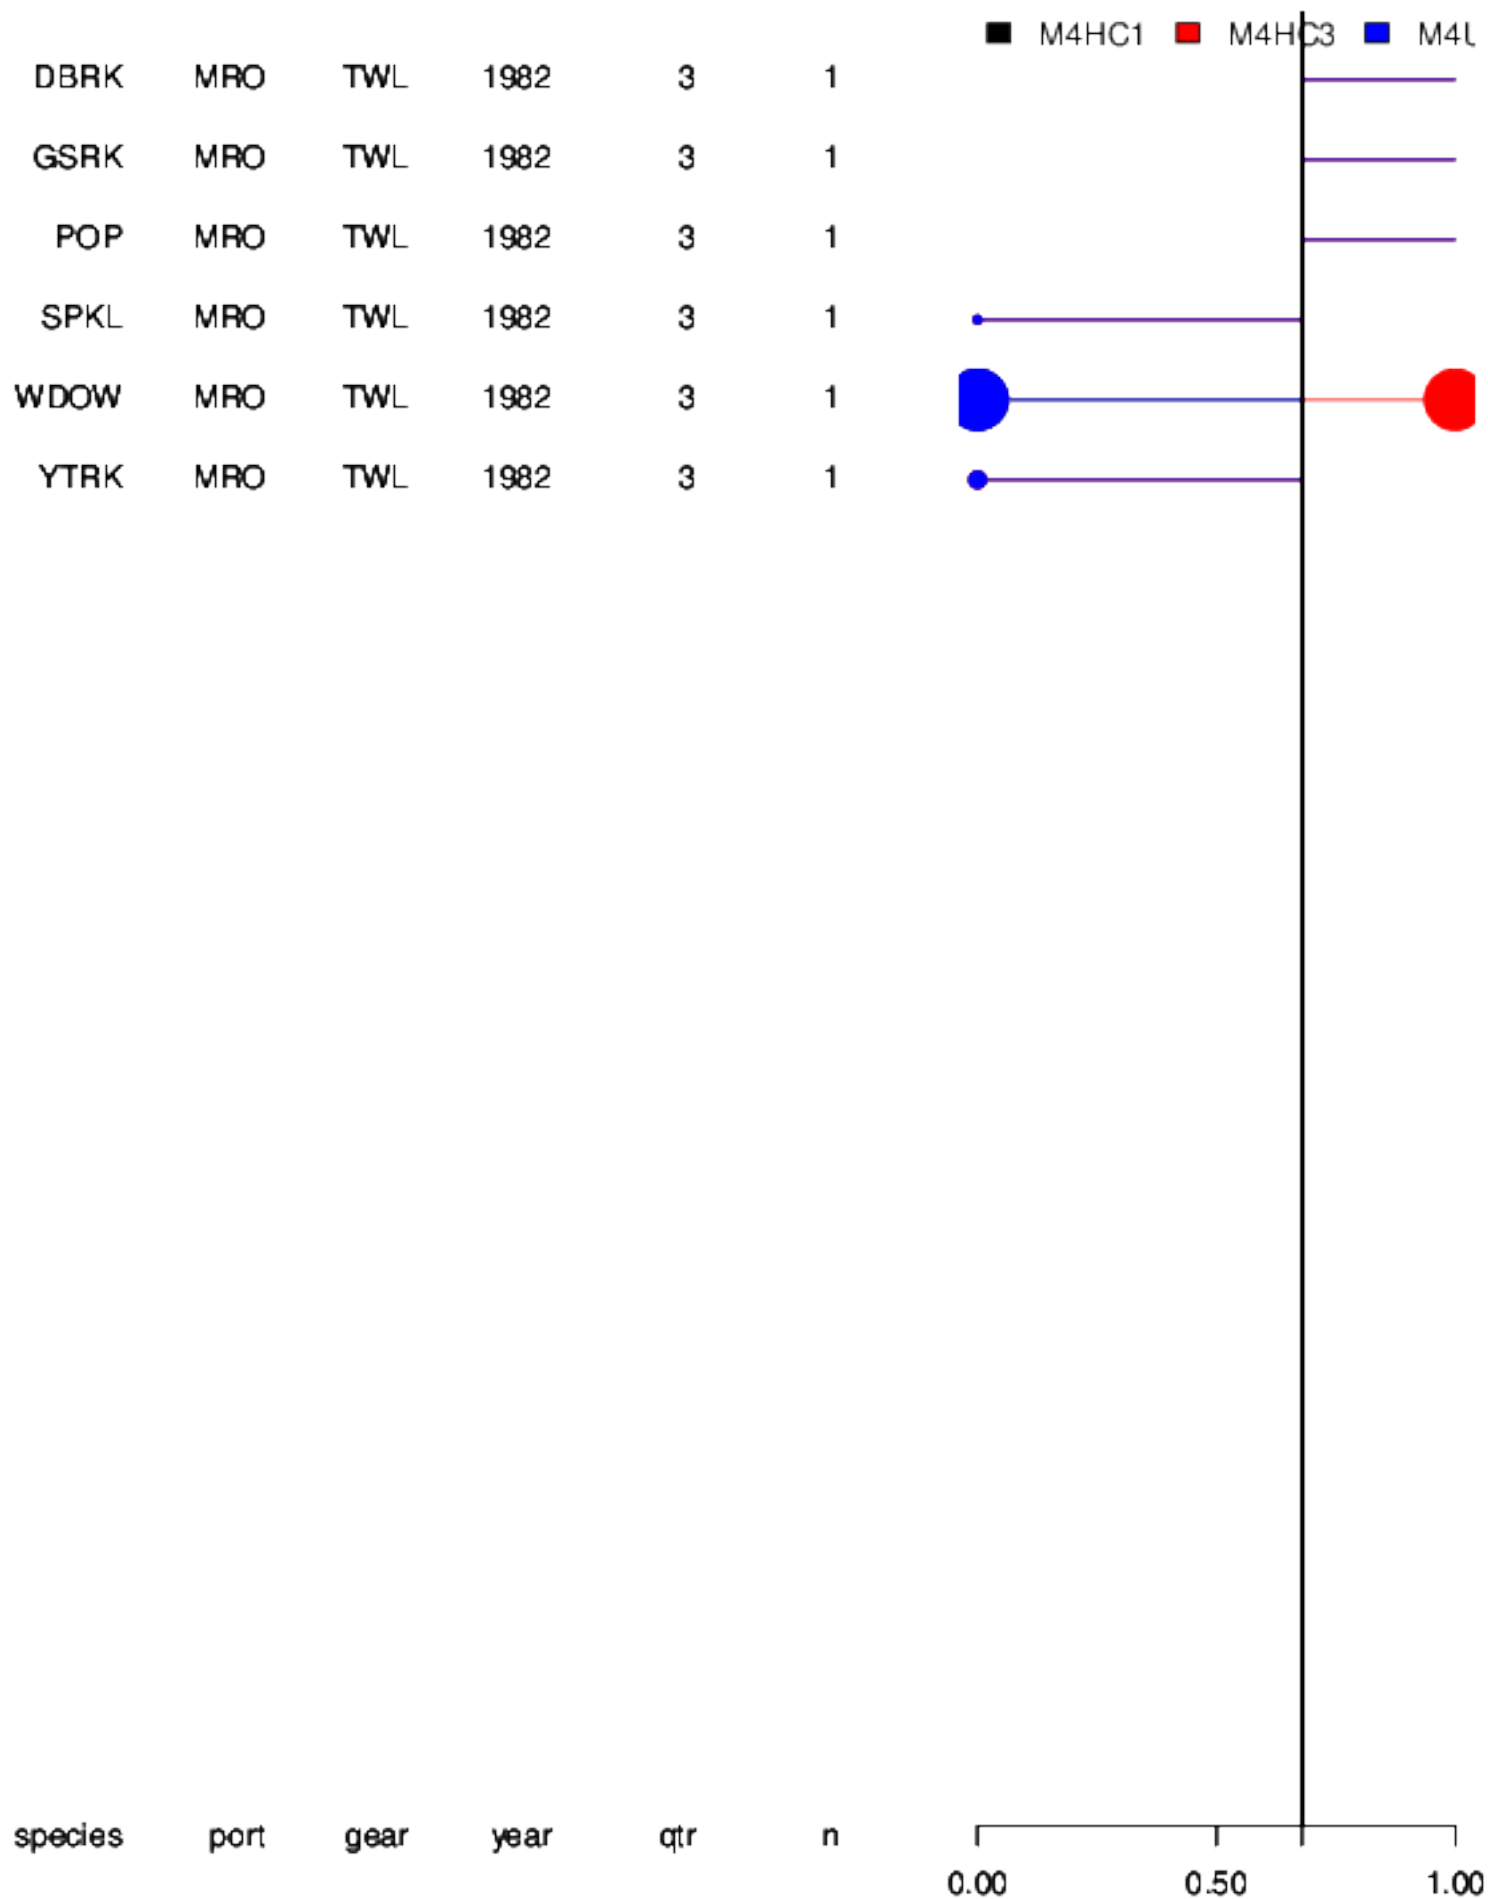 M4HC1 M4HC3
DBRK MRO TWL 1982 3 1
GSRK MRO TWL 1982 3 1
POP MRO TWL 1982 3 1
SPKL MRO TWL 1982 3 1
WDOW MRO TWL 1982 3 1
YTRK MRO TWL 1982 3 1
species port gear year qtr n
0.00 0.50 1.00